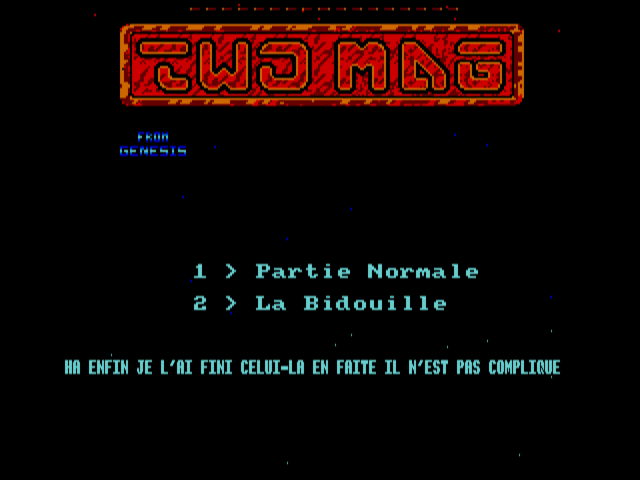 TWO MAG
FROM
GENESIS
1 > Partie Normale
2 > La Bidouille
HA ENFIN JE L'AI FINI CELUI-LA EN FAITE IL N'EST PAS COMPLIQUE